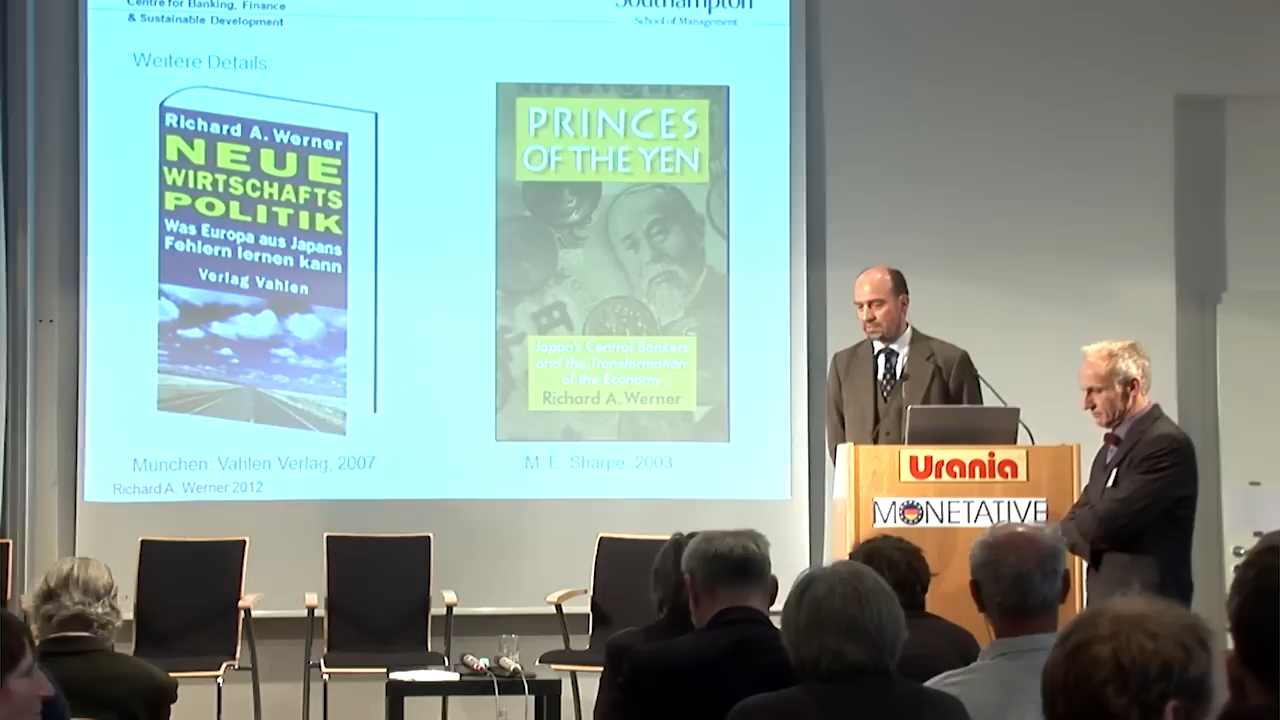 Centre for Banking, Finance
& Sustainable Development
Southampton
School of Management
Weitere Details:
Richard A. Werner
NEUE
WIRTSCHAFTS
POLITIK
Was Europa aus Japans
Fehlern lernen kann
Verlag Vahlen
PRINCES
OF THE YEN
Japan's Central Bankers
and the Transformation
of the Economy
Richard A. Werner
München: Vahlen Verlag, 2007
M. E. Sharpe, 2003
Richard A. Werner 2012
Urania
MONETATIVE